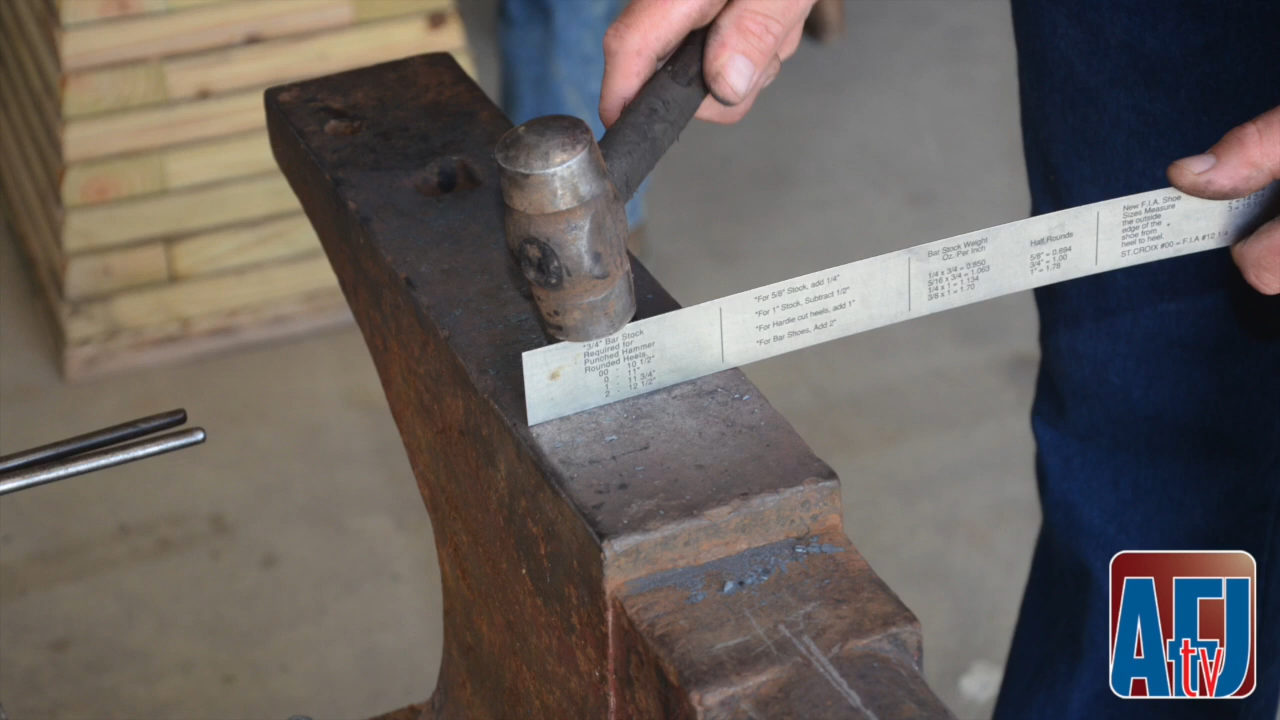 "3/4" Bar Stock
Required for
Punched Hammer
Rounded Heels.
00 - 10 1/2"
0 - 11"
1 - 11 3/4"
2 - 12 1/2"
"For 5/8" Stock, add 1/4"
"For 1" Stock, Subtract 1/2"
"For Hardie cut heels, add 1"
"For Bar Shoes, Add 2"
Bar Stock Weight
Oz. Per Inch
1/4 x 3/4 = 0.850
5/16 x 3/4 = 1.063
1/4 x 1 = 1.134
3/8 x 1 = 1.70
Half Rounds
5/8" = 0.694
3/4" = 1.00
1" = 1.78
New F.I.A. Shoe
Sizes Measure
the outside
edge of the
shoe from
heel to heel.
ST. CROIX #00 = F.I.A #12 1/4
AFJ
tv